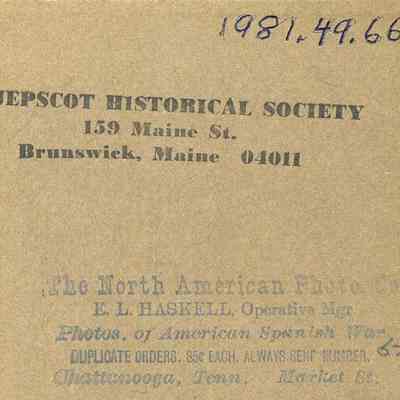 1981.49.66
JEPSCOT HISTORICAL SOCIETY
159 Maine St.
Brunswick, Maine 04011
The North American Photo. Co
E. L. HASKELL, Operative Mgr
Photos. of American Spanish War
DUPLICATE ORDERS. 85¢ EACH. ALWAYS SEND NUMBER.
Chattanooga, Tenn. Market St.